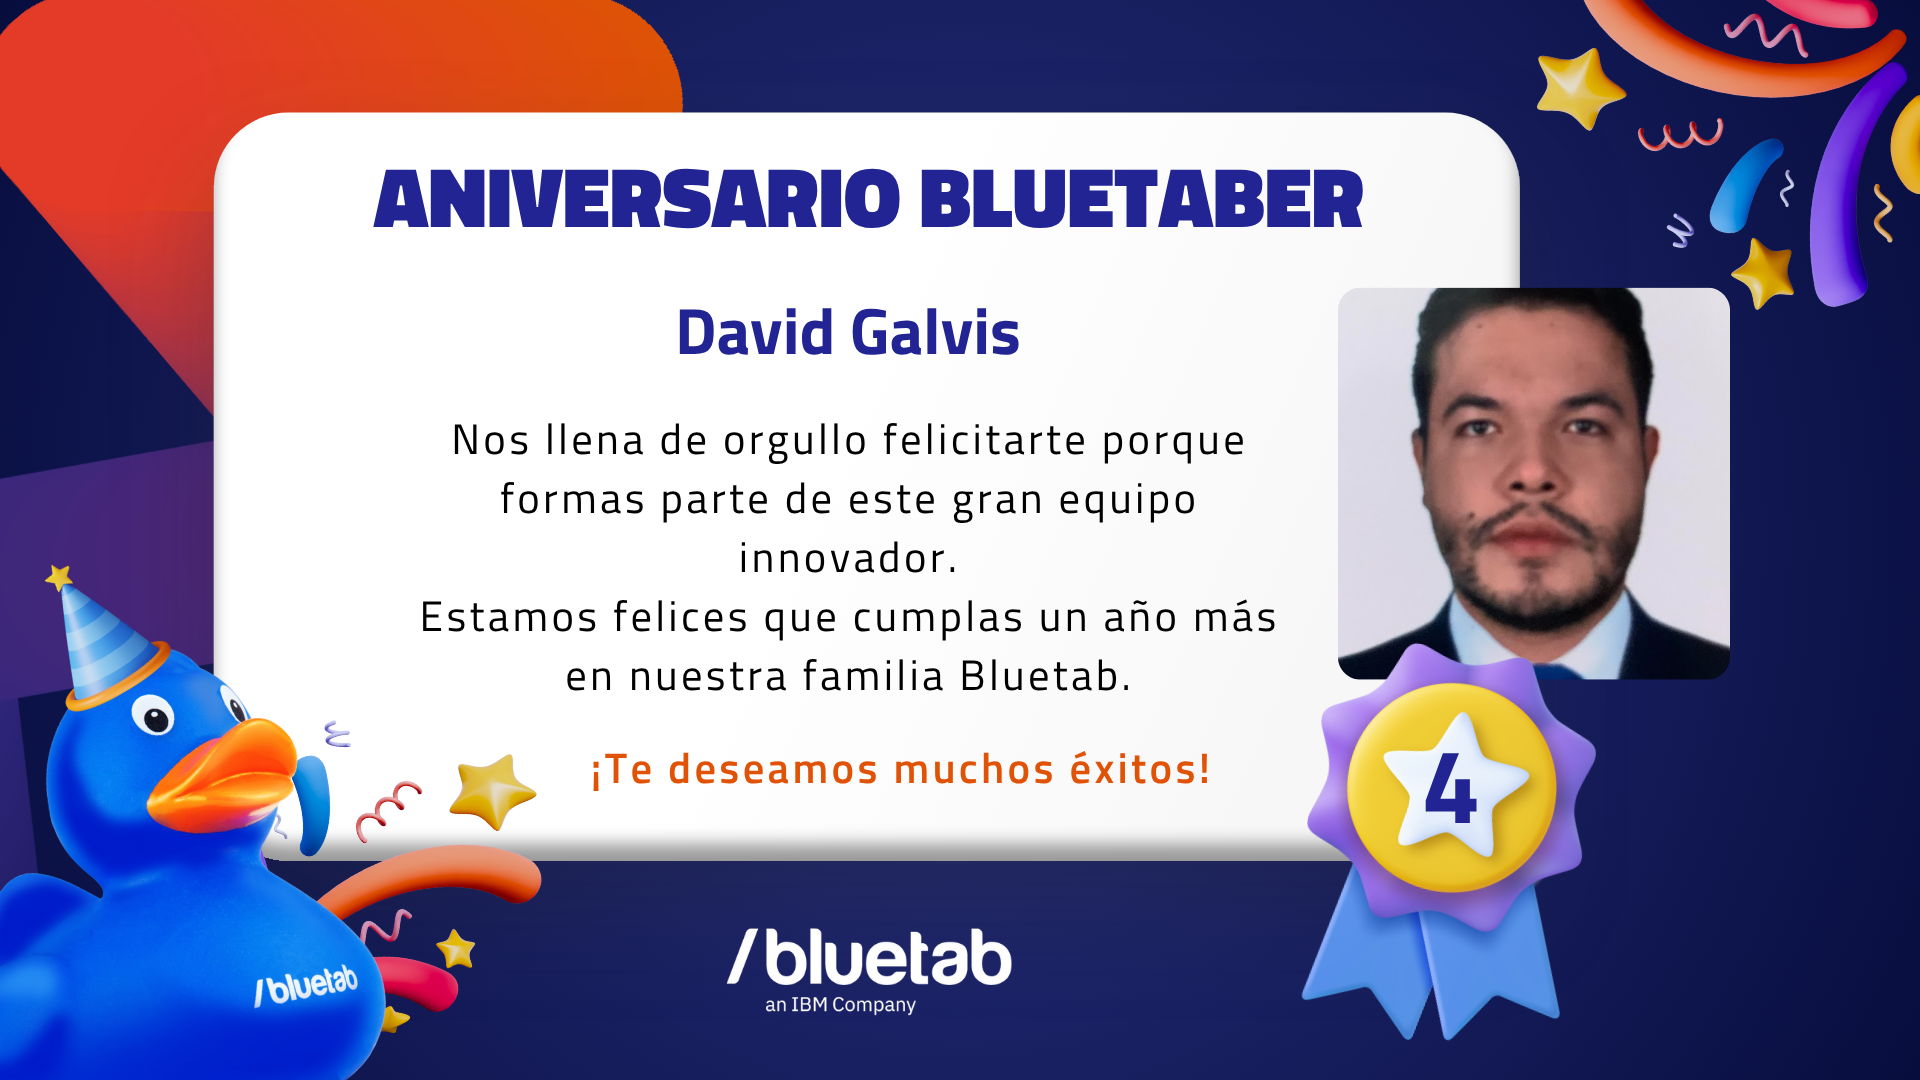 ANIVERSARIO BLUETABER
David Galvis
Nos llena de orgullo felicitarte porque
formas parte de este gran equipo
innovador.
Estamos felices que cumplas un año más
en nuestra familia Bluetab.
¡Te deseamos muchos éxitos!
4
/bluetab
/bluetab
an IBM Company